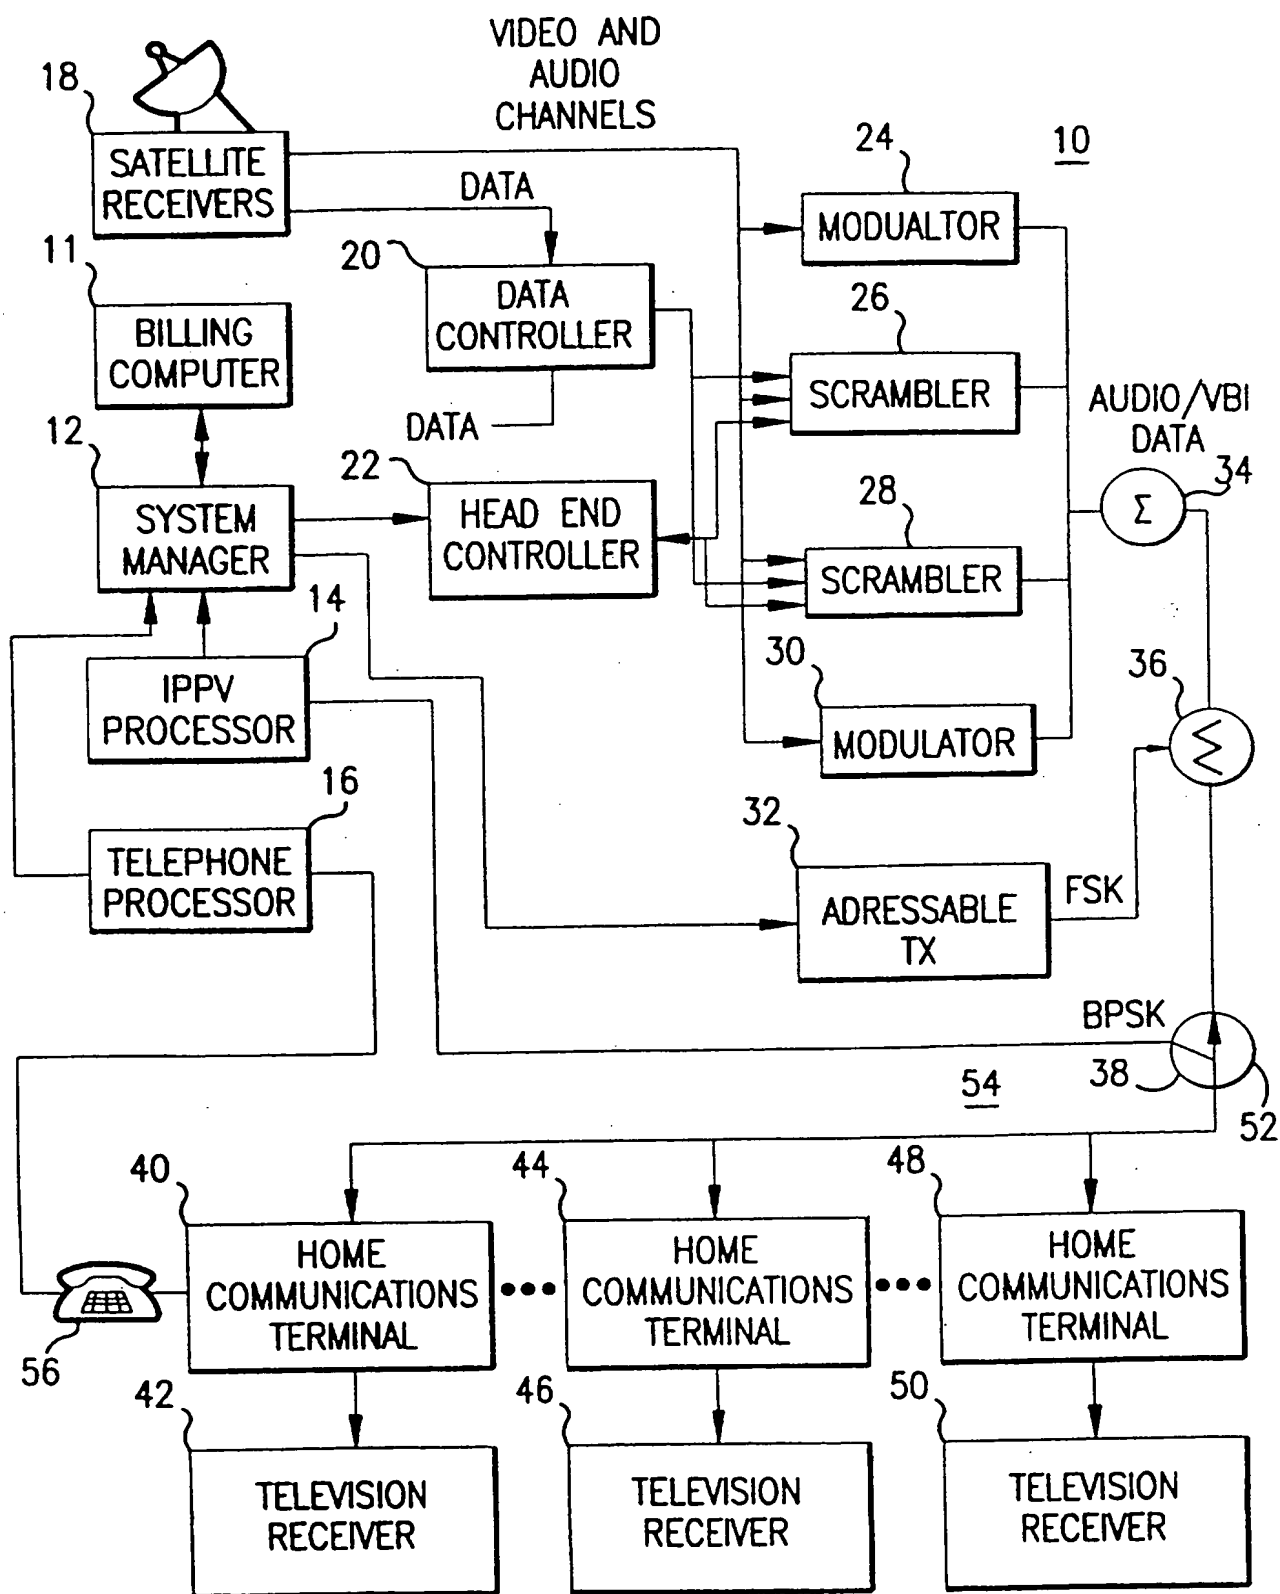 VIDEO AND
AUDIO
CHANNELS
18
SATELLITE
RECEIVERS
DATA
24
10
MODUALTOR
11
BILLING
COMPUTER
20
DATA
CONTROLLER
DATA
26
SCRAMBLER
AUDIO/VBI
DATA
34
Σ
12
SYSTEM
MANAGER
22
HEAD END
CONTROLLER
28
SCRAMBLER
14
IPPV
PROCESSOR
30
MODULATOR
36
16
TELEPHONE
PROCESSOR
32
ADRESSABLE
TX
FSK
BPSK
38
52
54
40
HOME
COMMUNICATIONS
TERMINAL
44
HOME
COMMUNICATIONS
TERMINAL
48
HOME
COMMUNICATIONS
TERMINAL
56
42
TELEVISION
RECEIVER
46
TELEVISION
RECEIVER
50
TELEVISION
RECEIVER